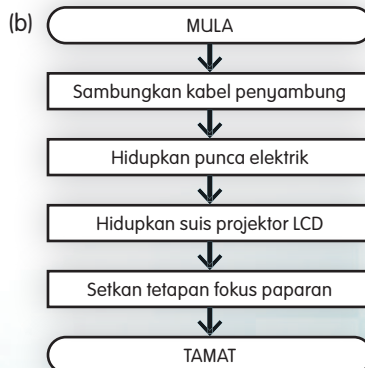 (b)
MULA
Sambungkan kabel penyambung
Hidupkan punca elektrik
Hidupkan suis projektor LCD
Setkan tetapan fokus paparan
TAMAT